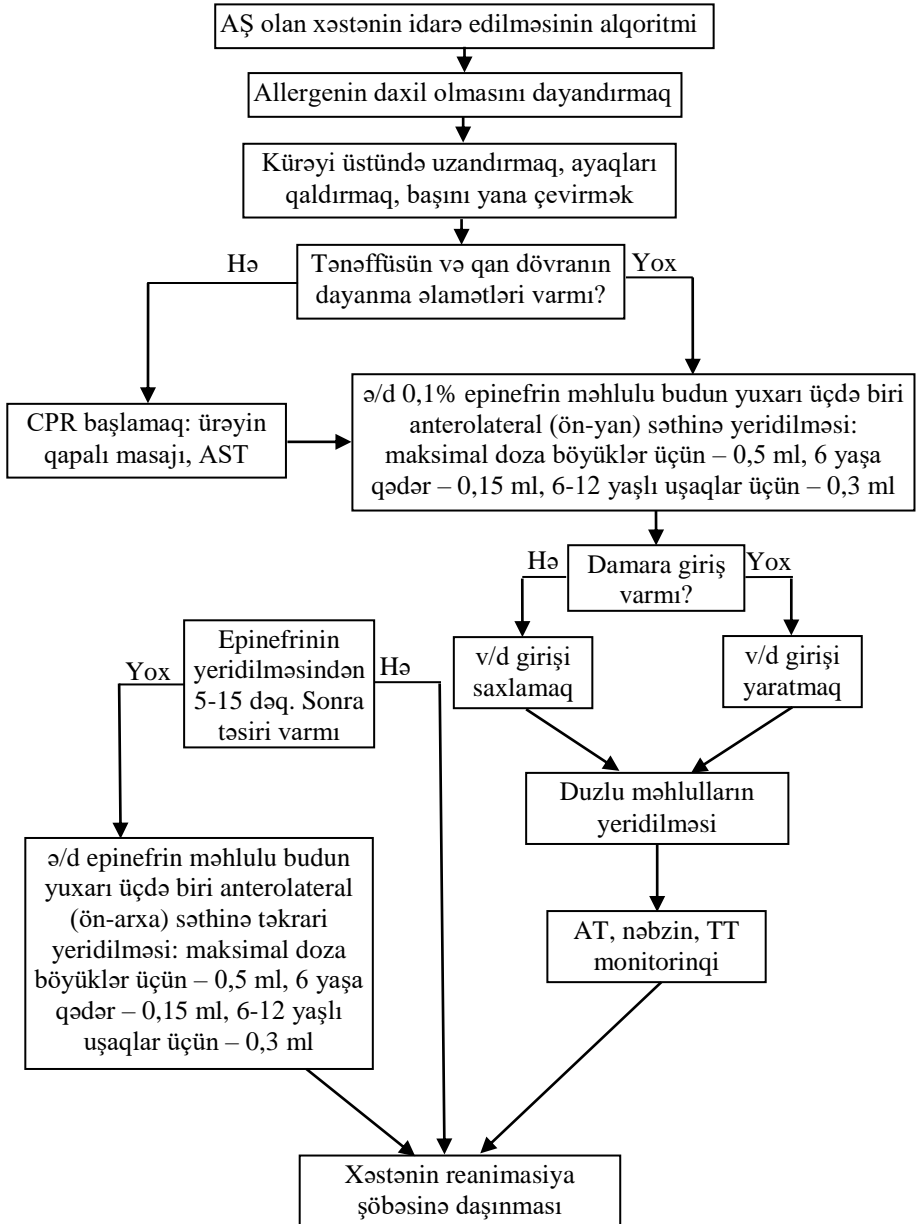 AŞ olan xəstənin idarə edilməsinin alqoritmi
Allergenin daxil olmasını dayandırmaq
Kürəyi üstündə uzandırmaq, ayaqları
qaldırmaq, başını yana çevirmək
Hə
Tənəffüsün və qan dövranın
dayanma əlamətləri varmı?
Yox
CPR başlamaq: ürəyin
qapalı masajı, AST
ə/d 0,1% epinefrin məhlulu budun yuxarı üçdə biri
anterolateral (ön-yan) səthinə yeridilməsi:
maksimal doza böyüklər üçün – 0,5 ml, 6 yaşa
qədər – 0,15 ml, 6-12 yaşlı uşaqlar üçün – 0,3 ml
Hə
Damara giriş
varmı?
Yox
v/d girişi
saxlamaq
v/d girişi
yaratmaq
Yox
Epinefrinin
yeridilməsindən
5-15 dəq. Sonra
təsiri varmı
Hə
Duzlu məhlulların
yeridilməsi
ə/d epinefrin məhlulu budun
yuxarı üçdə biri anterolateral
(ön-arxa) səthinə təkrari
yeridilməsi: maksimal doza
böyüklər üçün – 0,5 ml, 6 yaşa
qədər – 0,15 ml, 6-12 yaşlı
uşaqlar üçün – 0,3 ml
AT, nəbzin, TT
monitorinqi
Xəstənin reanimasiya
şöbəsinə daşınması